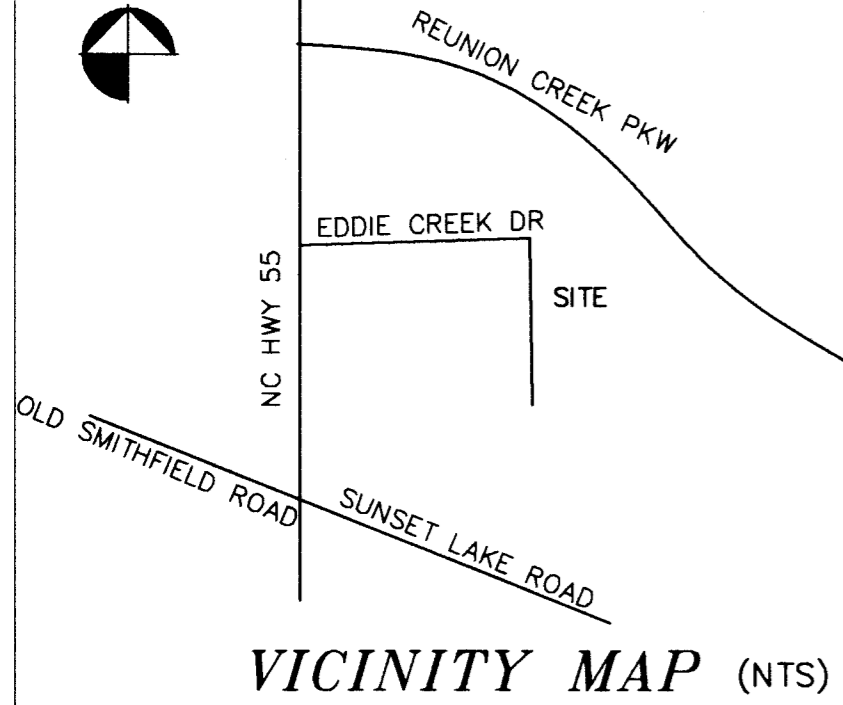 REUNION CREEK PKW
EDDIE CREEK DR
SITE
NC HWY 55
OLD SMITHFIELD ROAD
SUNSET LAKE ROAD
VICINITY MAP (NTS)